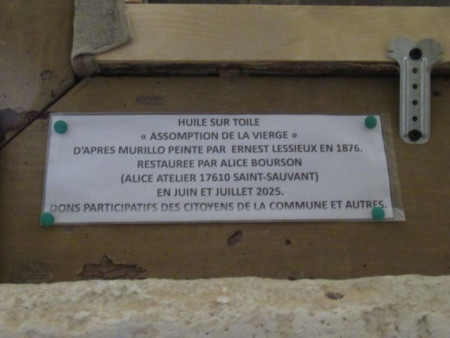 HUILE SUR TOILE
« ASSOMPTION DE LA VIERGE »
D'APRES MURILLO PEINTE PAR ERNEST LESSIEUX EN 1876.
RESTAUREE PAR ALICE BOURSON
(ALICE ATELIER 17610 SAINT-SAUVANT)
EN JUIN ET JUILLET 2025.
DONS PARTICIPATIFS DES CITOYENS DE LA COMMUNE ET AUTRES.